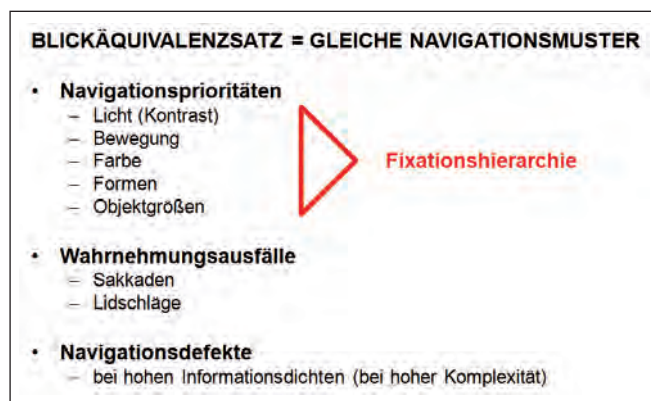 BLICKÄQUIVALENZSATZ = GLEICHE NAVIGATIONSMUSTER
• Navigationsprioritäten
– Licht (Kontrast)
– Bewegung
– Farbe
– Formen
– Objektgrößen
Fixationshierarchie
• Wahrnehmungsausfälle
– Sakkaden
– Lidschläge
• Navigationsdefekte
– bei hohen Informationsdichten (bei hoher Komplexität)